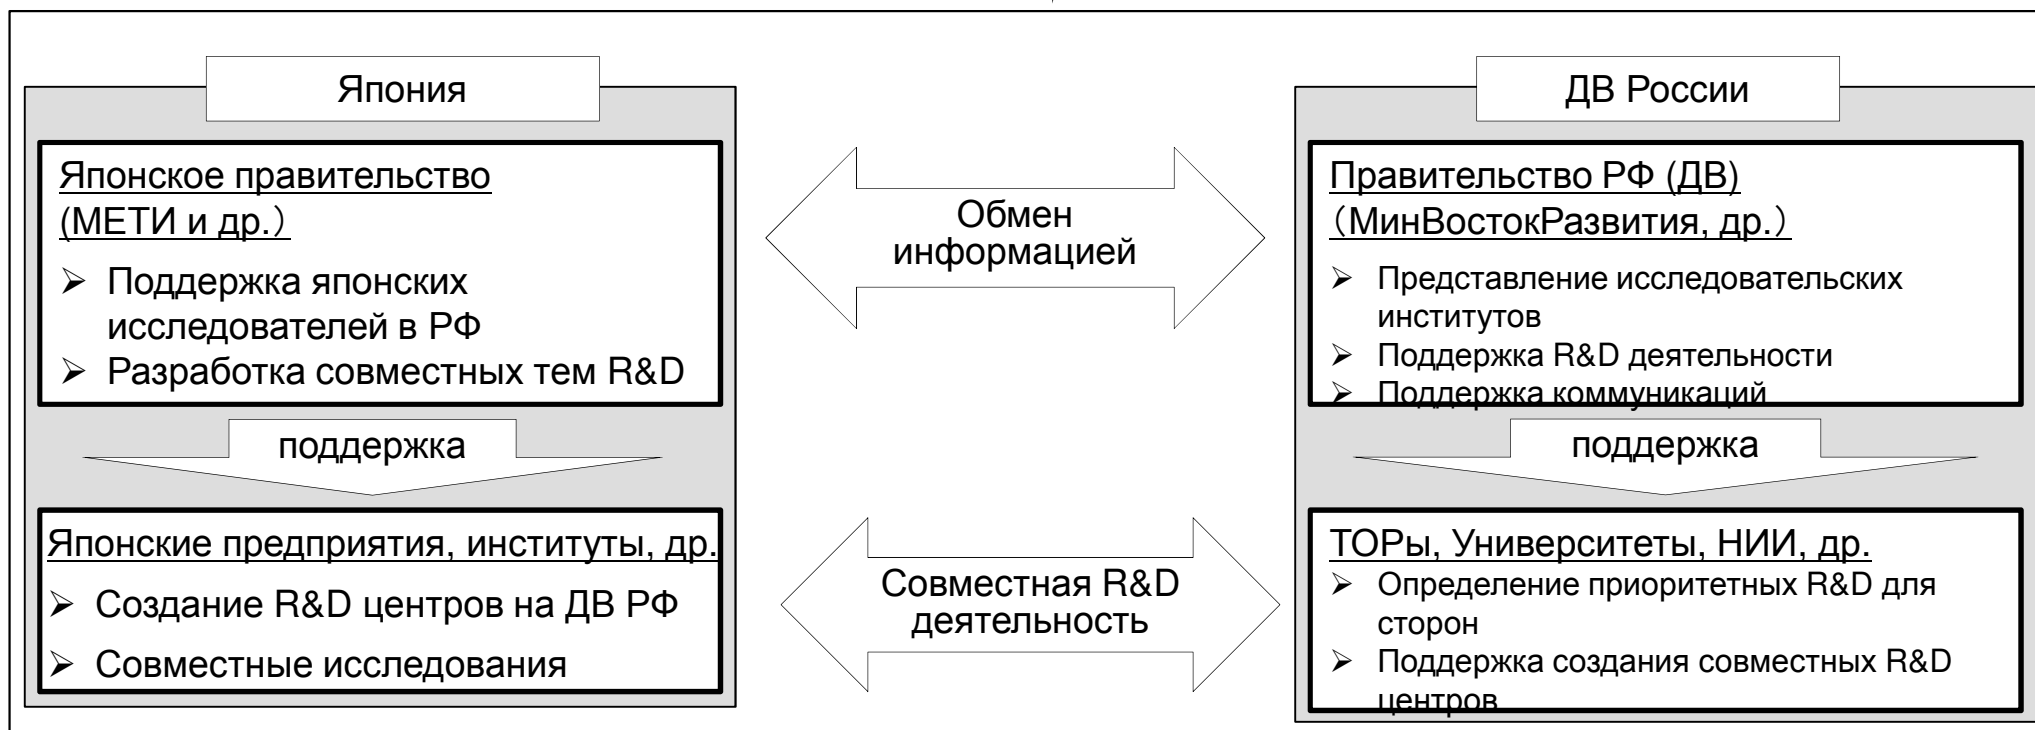 Япония
Японское правительство
(МЕТИ и др.）
➢ Поддержка японских
исследователей в РФ
➢ Разработка совместных тем R&D
поддержка
Японские предприятия, институты, др.
➢ Создание R&D центров на ДВ РФ
➢ Совместные исследования
Обмен
информацией
Совместная R&D
деятельность
ДВ России
Правительство РФ (ДВ)
（МинВостокРазвития, др.）
➢ Представление исследовательских
институтов
➢ Поддержка R&D деятельности
➢ Поддержка коммуникаций
поддержка
ТОРы, Университеты, НИИ, др.
➢ Определение приоритетных R&D для
сторон
➢ Поддержка создания совместных R&D
центров